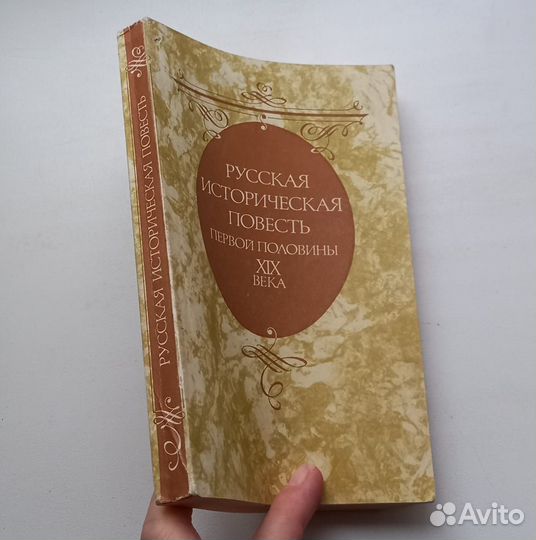 РУССКАЯ ИСТОРИЧЕСКАЯ ПОВЕСТЬ
РУССКАЯ
ИСТОРИЧЕСКАЯ
ПОВЕСТЬ
ПЕРВОЙ ПОЛОВИНЫ
XIX
ВЕКА
Avito